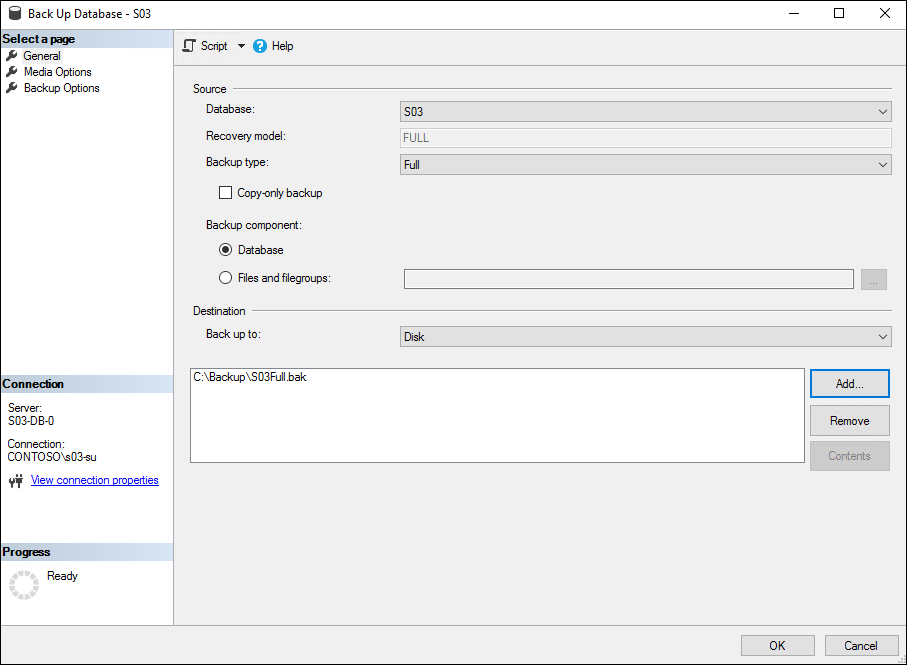 Back Up Database - S03
Select a page
General
Media Options
Backup Options
Script
Help
Source
Database:
S03
Recovery model:
FULL
Backup type:
Full
Copy-only backup
Backup component:
Database
Files and filegroups:
...
Destination
Back up to:
Disk
C:\Backup\S03Full.bak
Add...
Remove
Contents
Connection
Server:
S03-DB-0
Connection:
CONTOSO\s03-su
View connection properties
Progress
Ready
OK
Cancel